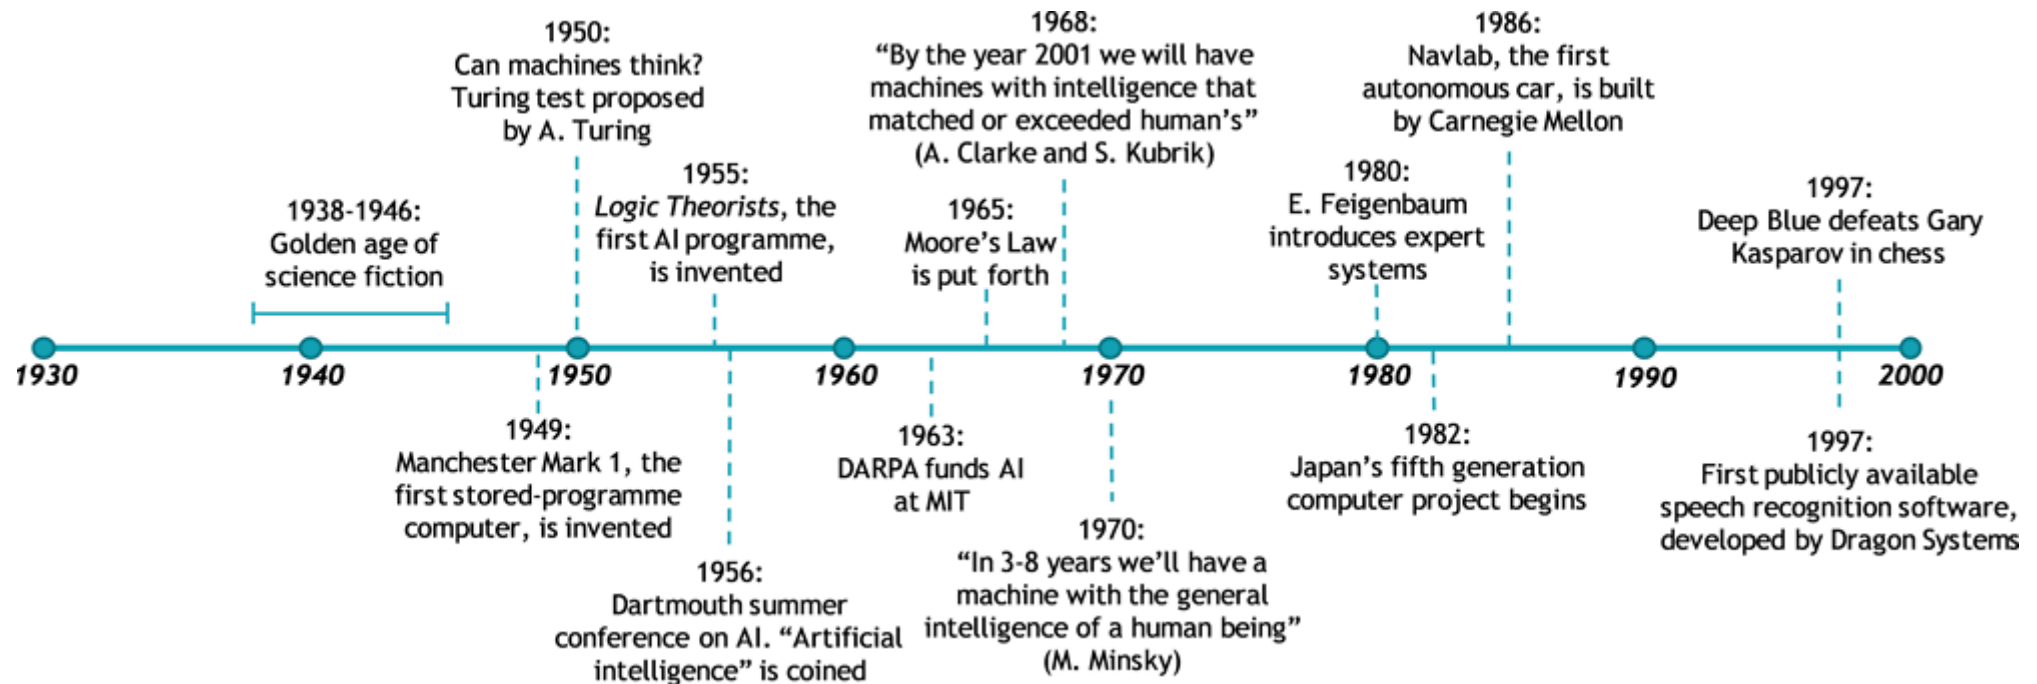 1950:
Can machines think?
Turing test proposed
by A. Turing
1968:
“By the year 2001 we will have
machines with intelligence that
matched or exceeded human’s”
(A. Clarke and S. Kubrik)
1986:
Navlab, the first
autonomous car, is built
by Carnegie Mellon
1938-1946:
Golden age of
science fiction
1955:
Logic Theorists, the
first AI programme,
is invented
1965:
Moore’s Law
is put forth
1980:
E. Feigenbaum
introduces expert
systems
1997:
Deep Blue defeats Gary
Kasparov in chess
1930 1940 1950 1960 1970 1980 1990 2000
1949:
Manchester Mark 1, the
first stored-programme
computer, is invented
1956:
Dartmouth summer
conference on AI. “Artificial
intelligence” is coined
1963:
DARPA funds AI
at MIT
1970:
“In 3-8 years we’ll have a
machine with the general
intelligence of a human being”
(M. Minsky)
1982:
Japan’s fifth generation
computer project begins
1997:
First publicly available
speech recognition software,
developed by Dragon Systems